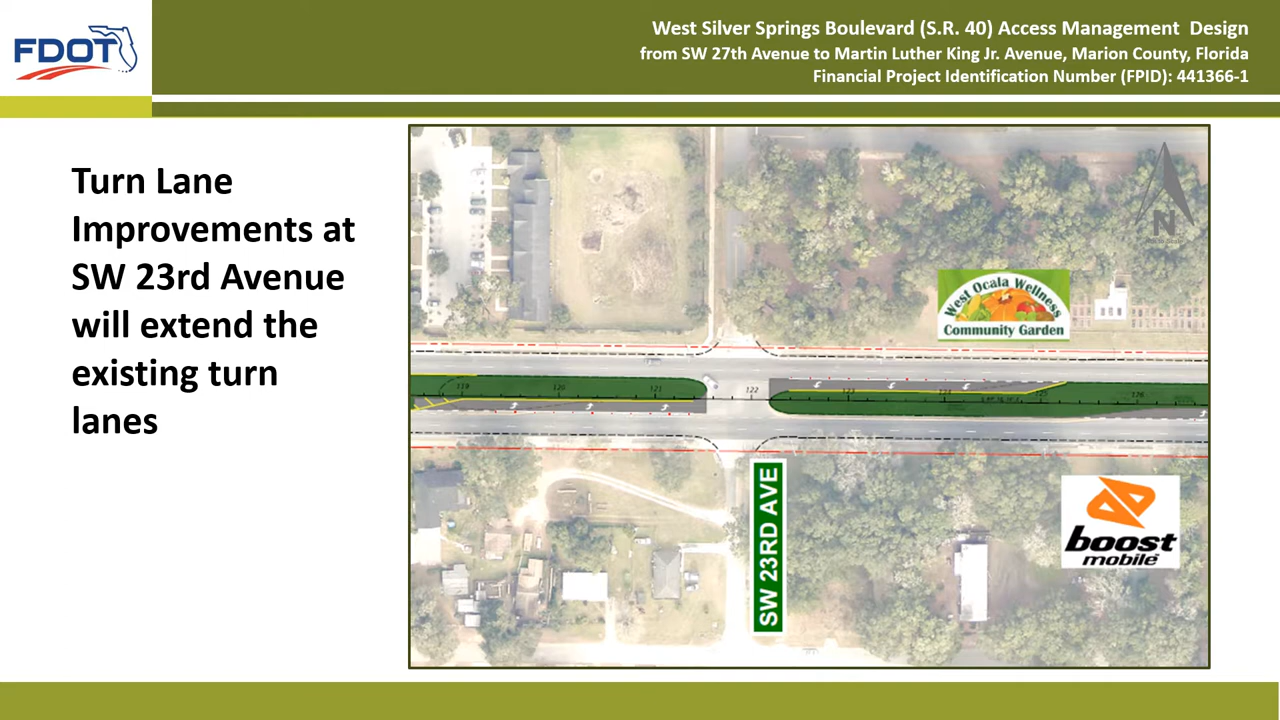 FDOT
West Silver Springs Boulevard (S.R. 40) Access Management Design
from SW 27th Avenue to Martin Luther King Jr. Avenue, Marion County, Florida
Financial Project Identification Number (FPID): 441366-1
Turn Lane
Improvements at
SW 23rd Avenue
will extend the
existing turn
lanes
N
West Ocala Wellness
Community Garden
119 120 121 122 123 124 125 126
SW 23RD AVE
boost
mobile